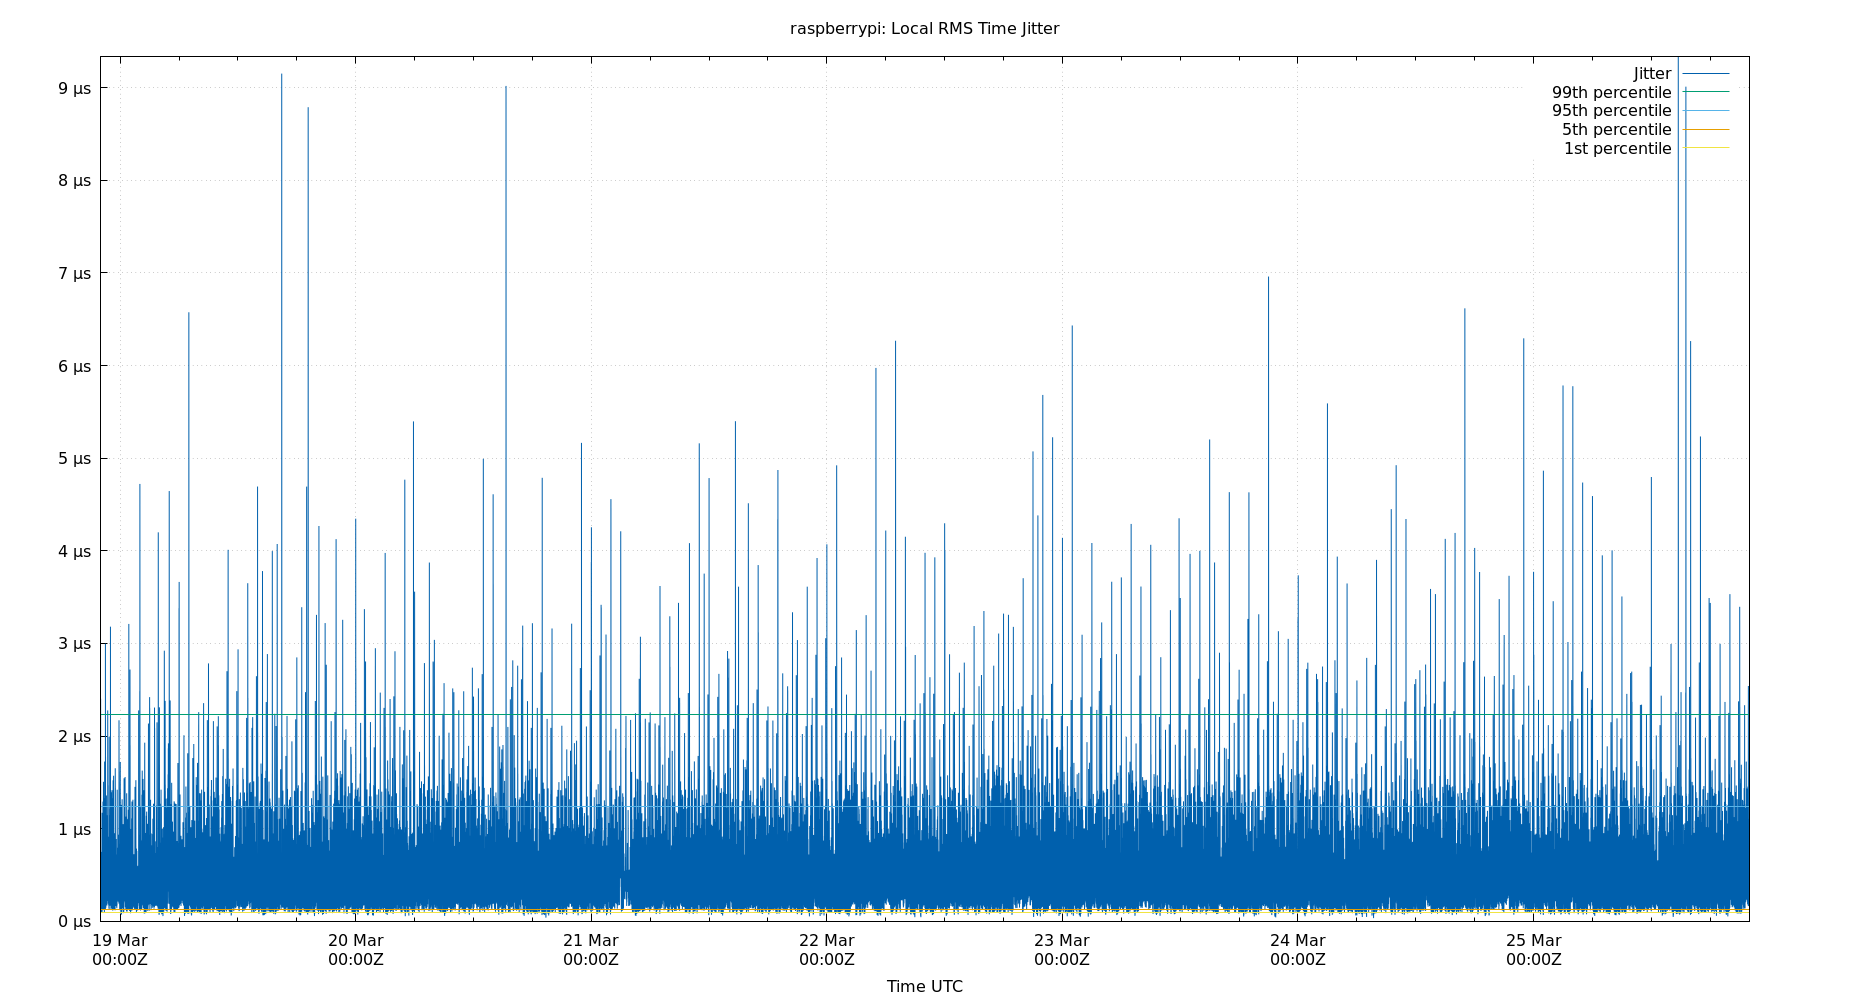 raspberrypi: Local RMS Time Jitter
Jitter
99th percentile
95th percentile
5th percentile
1st percentile
9 µs
8 µs
7 µs
6 µs
5 µs
4 µs
3 µs
2 µs
1 µs
0 µs
19 Mar 20 Mar 21 Mar 22 Mar 23 Mar 24 Mar 25 Mar
00:00Z 00:00Z 00:00Z 00:00Z 00:00Z 00:00Z 00:00Z
Time UTC